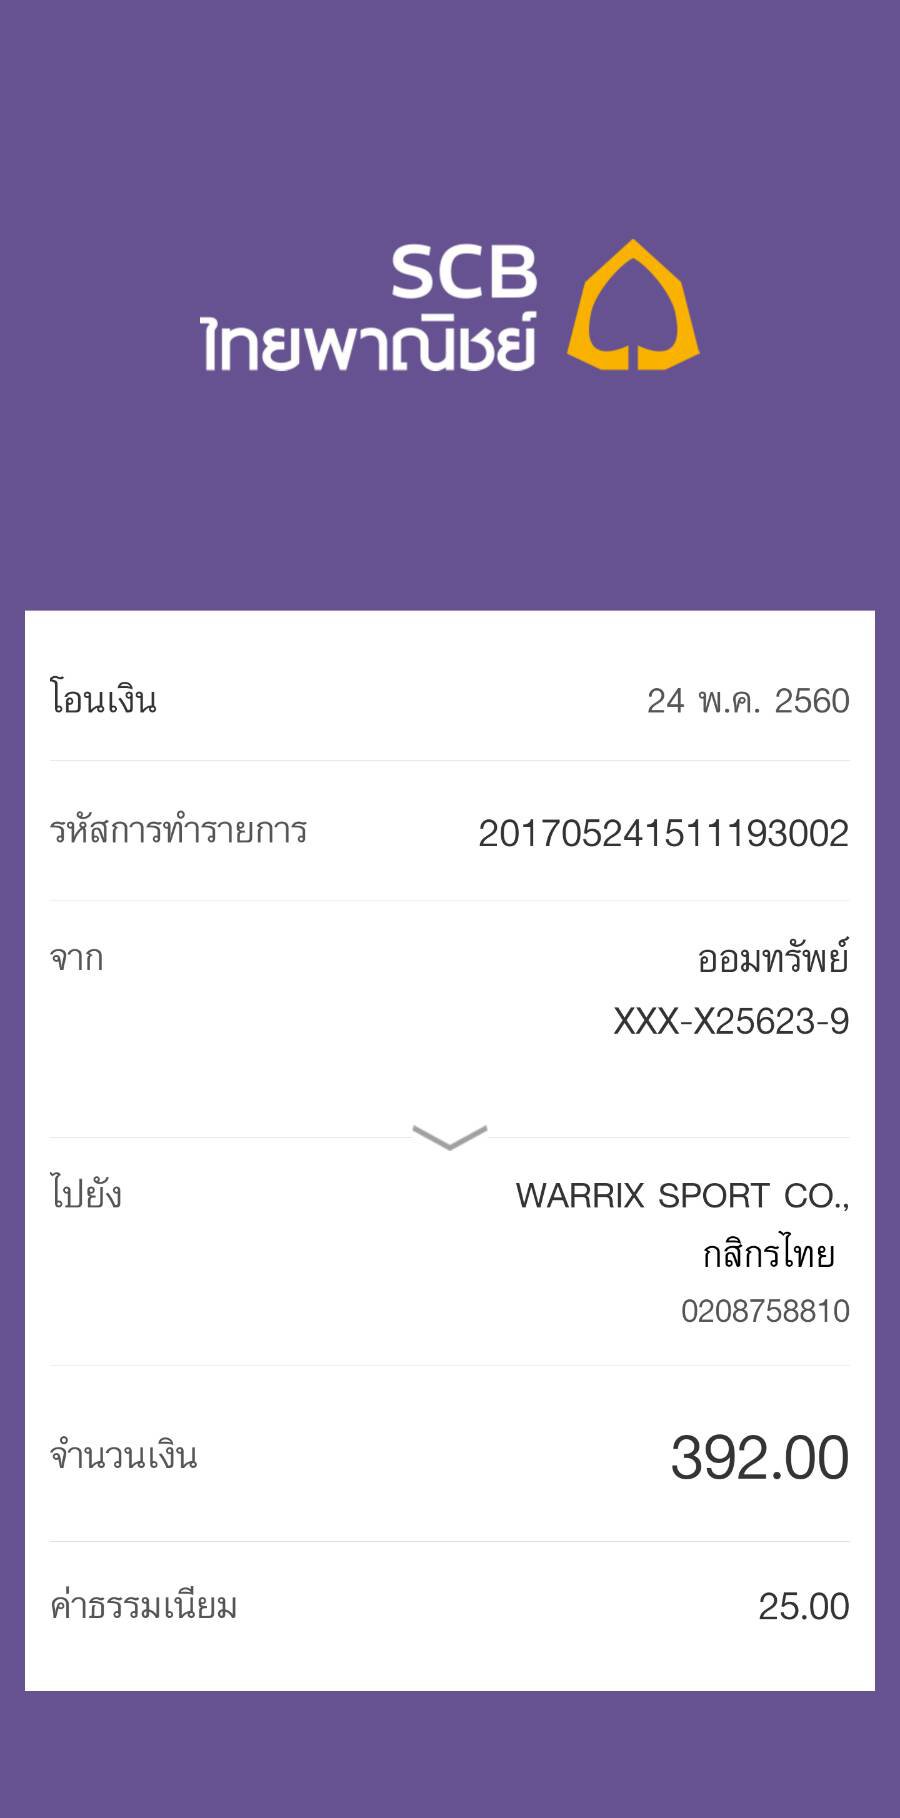 SCB
ไทยพาณิชย์
โอนเงิน 24 พ.ค. 2560
รหัสการทำรายการ 201705241511193002
จาก ออมทรัพย์
XXX-X25623-9
ไปยัง WARRIX SPORT CO.,
กสิกรไทย
0208758810
จำนวนเงิน 392.00
ค่าธรรมเนียม 25.00